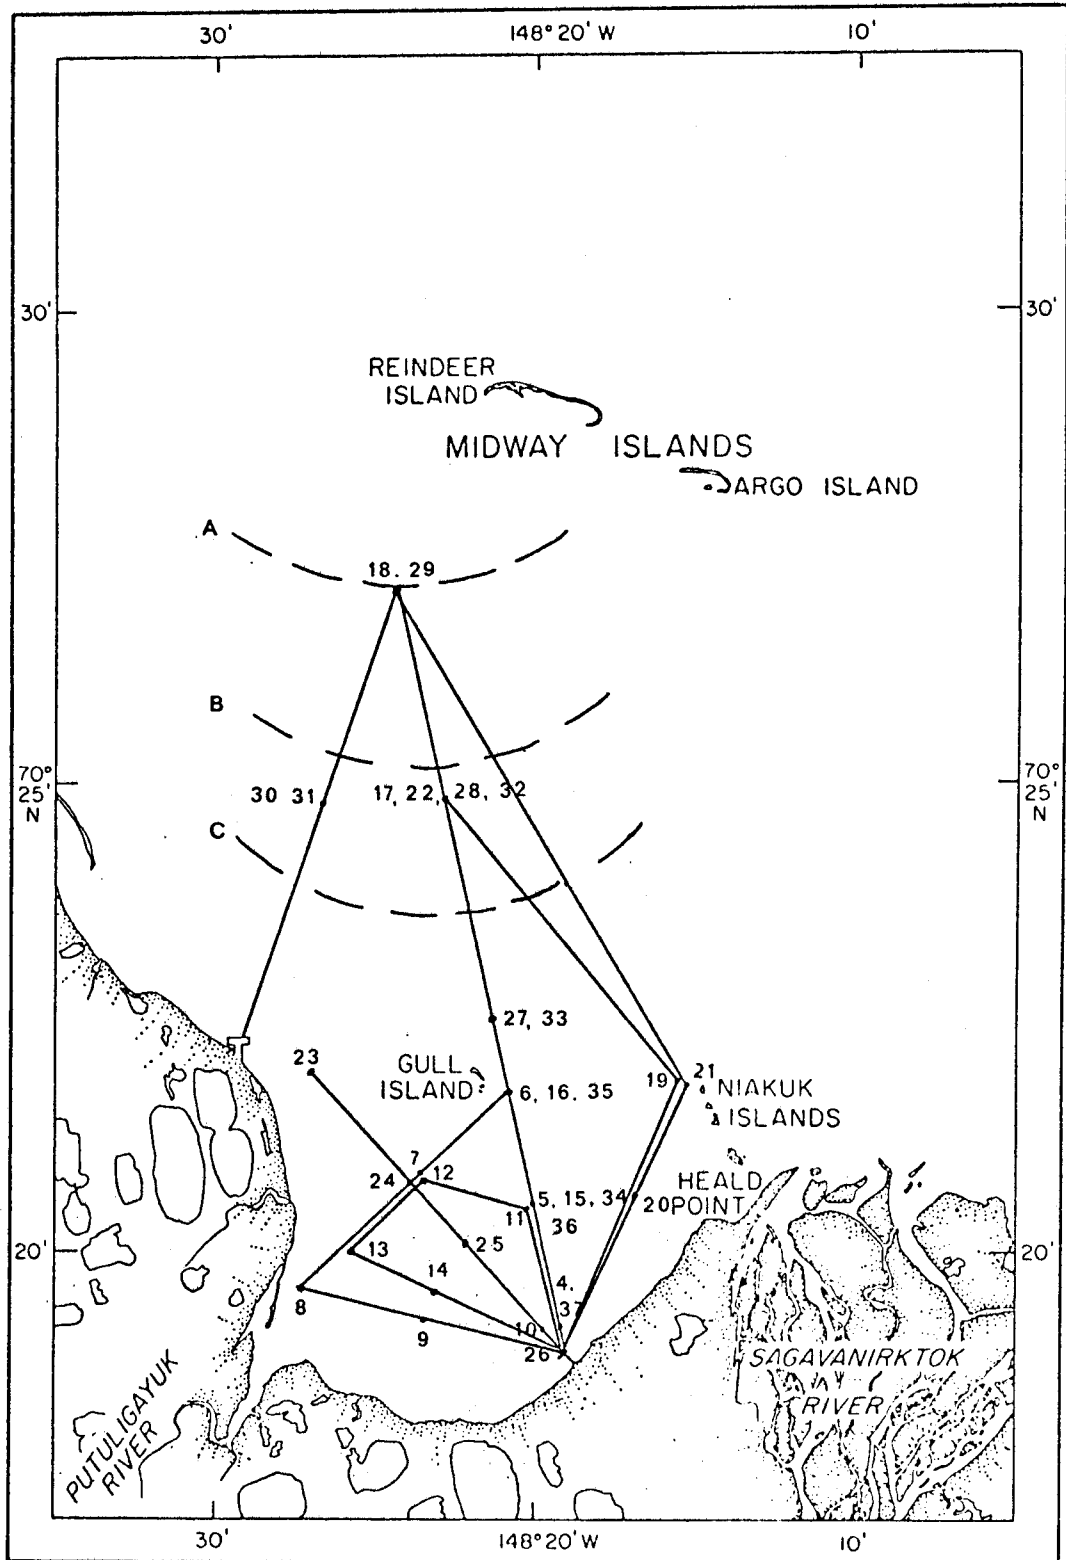 30' 148° 20' W 10'
30' 30'
REINDEER
ISLAND
MIDWAY ISLANDS
ARGO ISLAND
A
18. 29
B
70° 70°
25' 25'
N N
30 31 17, 22, 28, 32
C
27, 33
23
GULL
ISLAND
6, 16. 35
19 21
NIAKUK
ISLANDS
7
24 12
HEALD
POINT
5, 15, 34
20
11 36
13 25
20' 20'
14
8
4.
37
9 10
26
SAGAVANIRKTOK
RIVER
PUTULIGAYUK
RIVER
30' 148° 20' W 10'